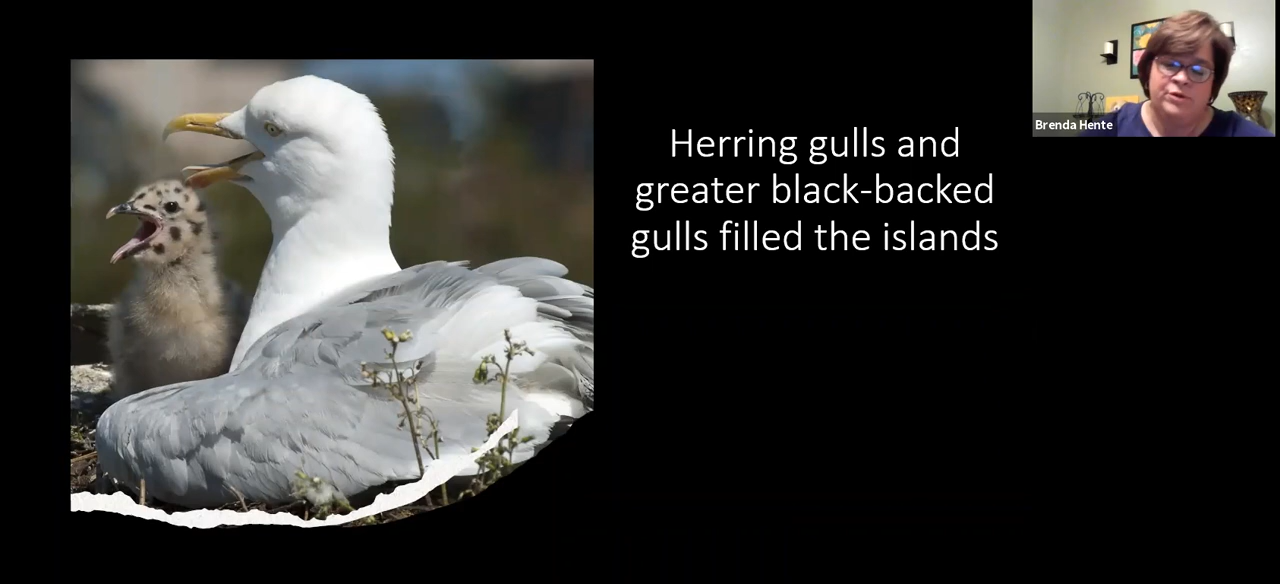 Herring gulls and
greater black-backed
gulls filled the islands
Brenda Hente